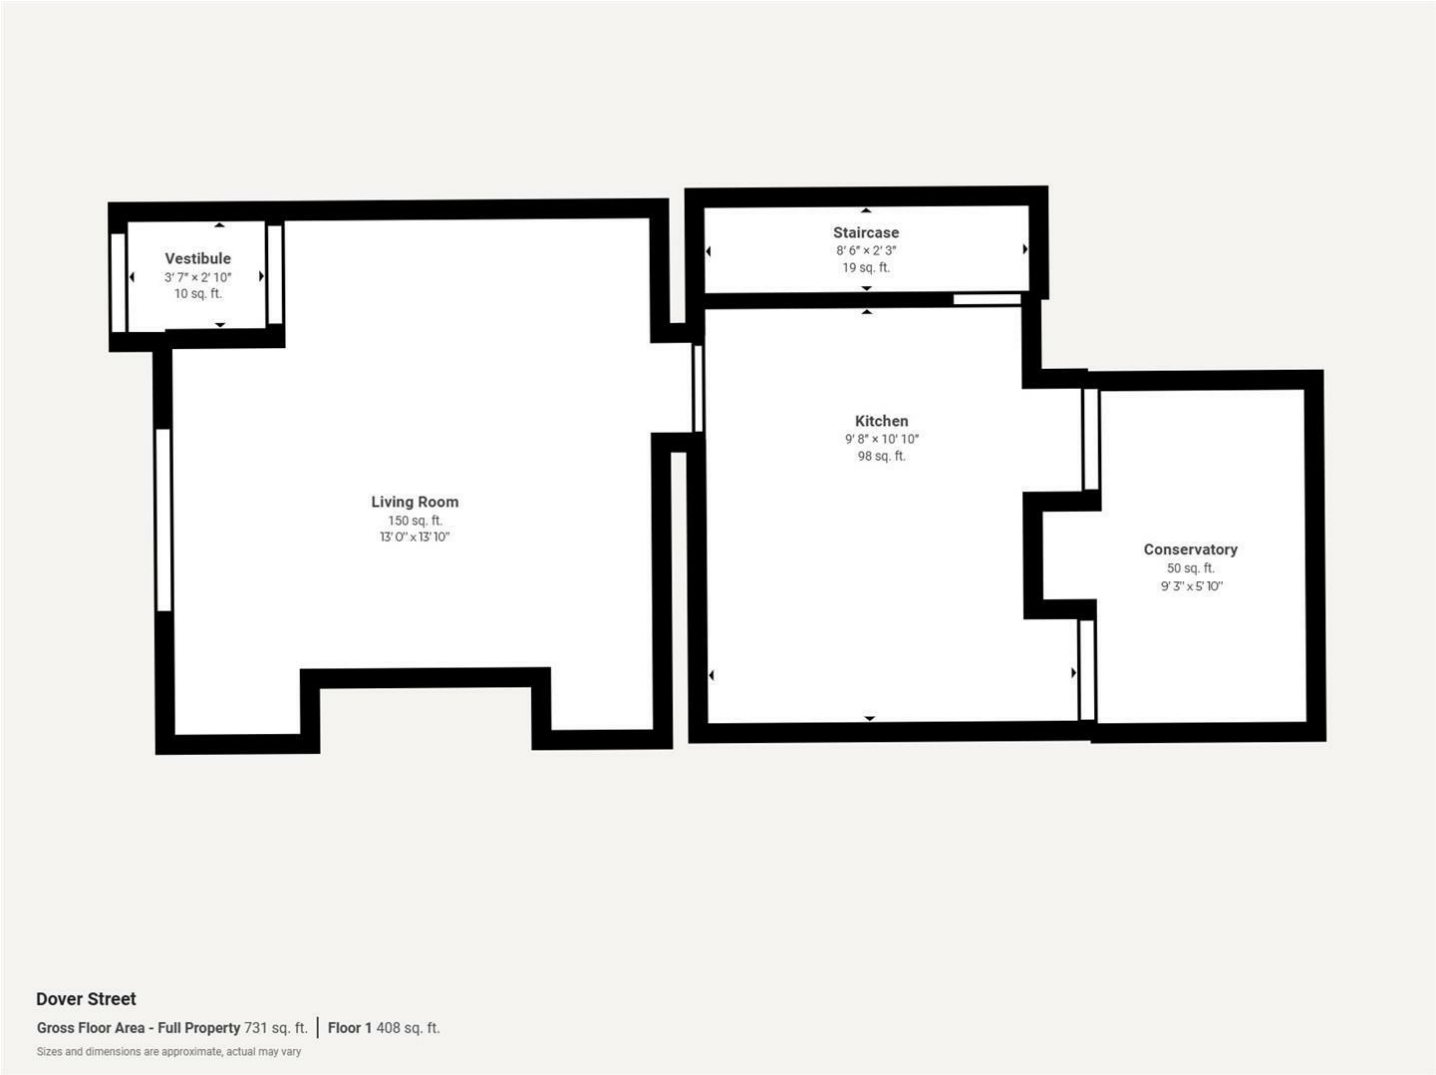 Vestibule
3' 7" × 2' 10"
10 sq. ft.
Staircase
8' 6" × 2' 3"
19 sq. ft.
Kitchen
9' 8" × 10' 10"
98 sq. ft.
Living Room
150 sq. ft.
13' 0" x 13' 10"
Conservatory
50 sq. ft.
9' 3" x 5' 10"
Dover Street
Gross Floor Area - Full Property 731 sq. ft. | Floor 1 408 sq. ft.
Sizes and dimensions are approximate, actual may vary